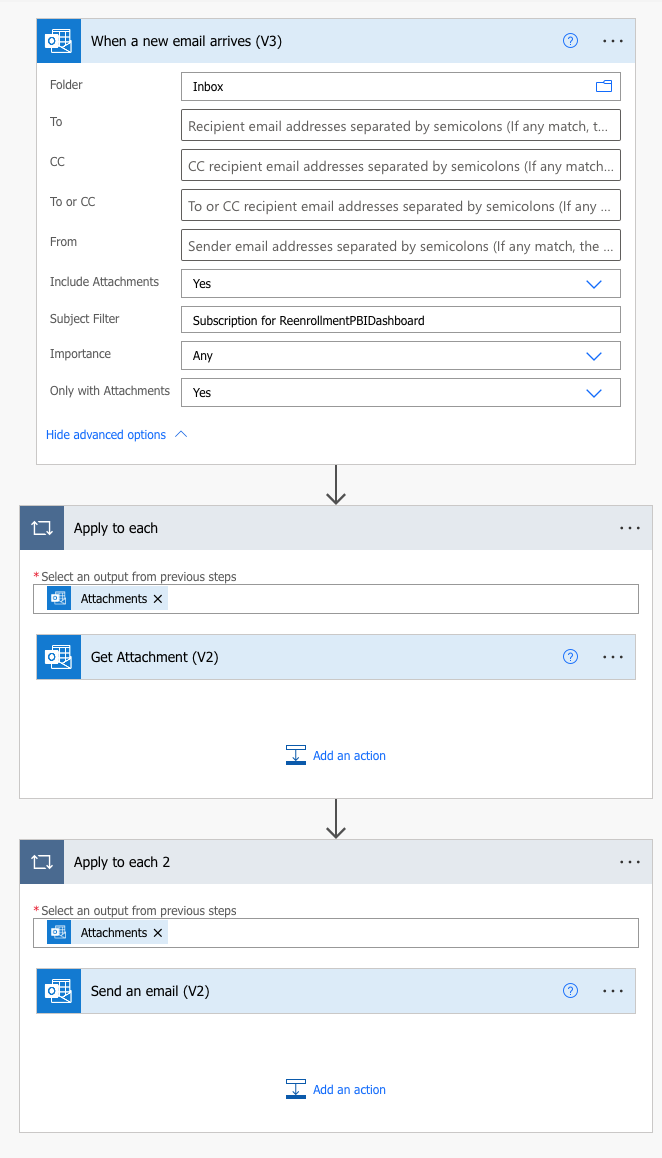 When a new email arrives (V3)
Folder
Inbox
To
Recipient email addresses separated by semicolons (If any match, t...
CC
CC recipient email addresses separated by semicolons (If any match...
To or CC
To or CC recipient email addresses separated by semicolons (If any ...
From
Sender email addresses separated by semicolons (If any match, the ...
Include Attachments
Yes
Subject Filter
Subscription for ReenrollmentPBIDashboard
Importance
Any
Only with Attachments
Yes
Hide advanced options
Apply to each
* Select an output from previous steps
Attachments
Get Attachment (V2)
Add an action
Apply to each 2
* Select an output from previous steps
Attachments
Send an email (V2)
Add an action